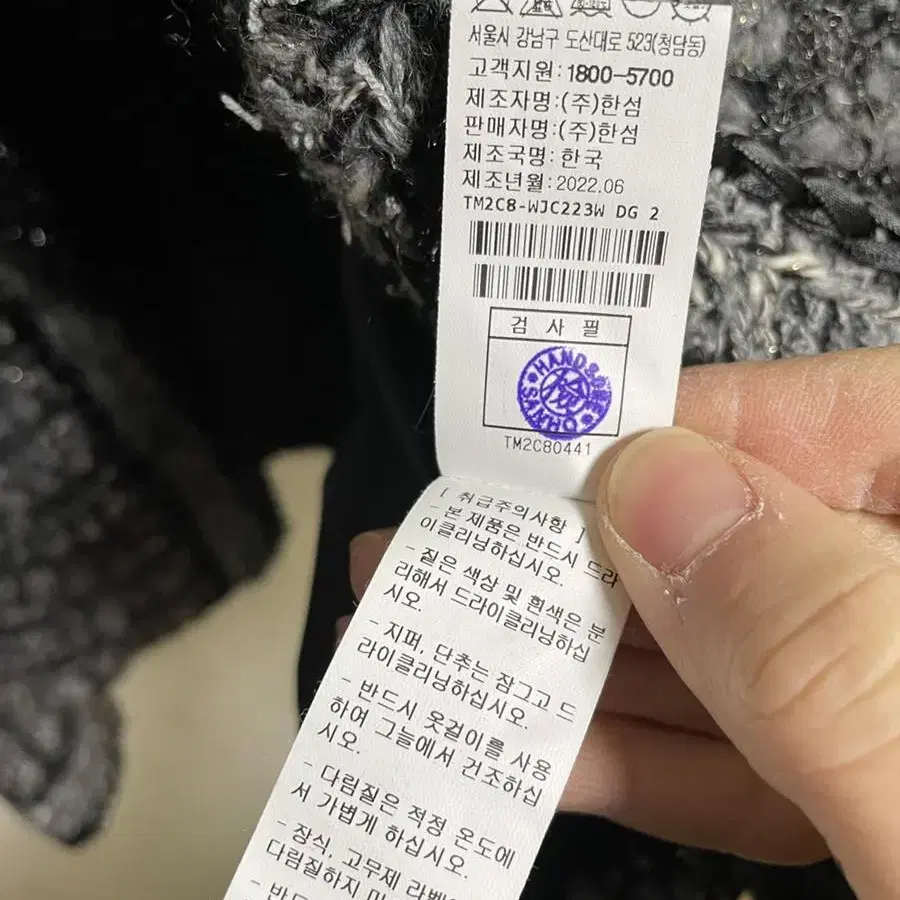 서울시 강남구 도산대로 523(청담동)
고객지원:1800-5700
제조자명:(주)한섬
판매자명:(주)한섬
제조국명:한국
제조년월:2022.06
TM2C8-WJC223W DG 2
검 사 필
HAND&ONE
TM2C80441
[ 취급주의사항 ]
- 본 제품은 반드시 드라
이클리닝하십시오.
- 짙은 색상 및 흰색은 분
리해서 드라이클리닝하십
시오.
- 지퍼, 단추는 잠그고 드
라이클리닝하십시오.
- 반드시 옷걸이를 사용
하여 그늘에서 건조하십
시오.
- 다림질은 적정 온도에
서 가볍게 하십시오.
- 장식, 고무제 라벨
다림질하지
- 반드